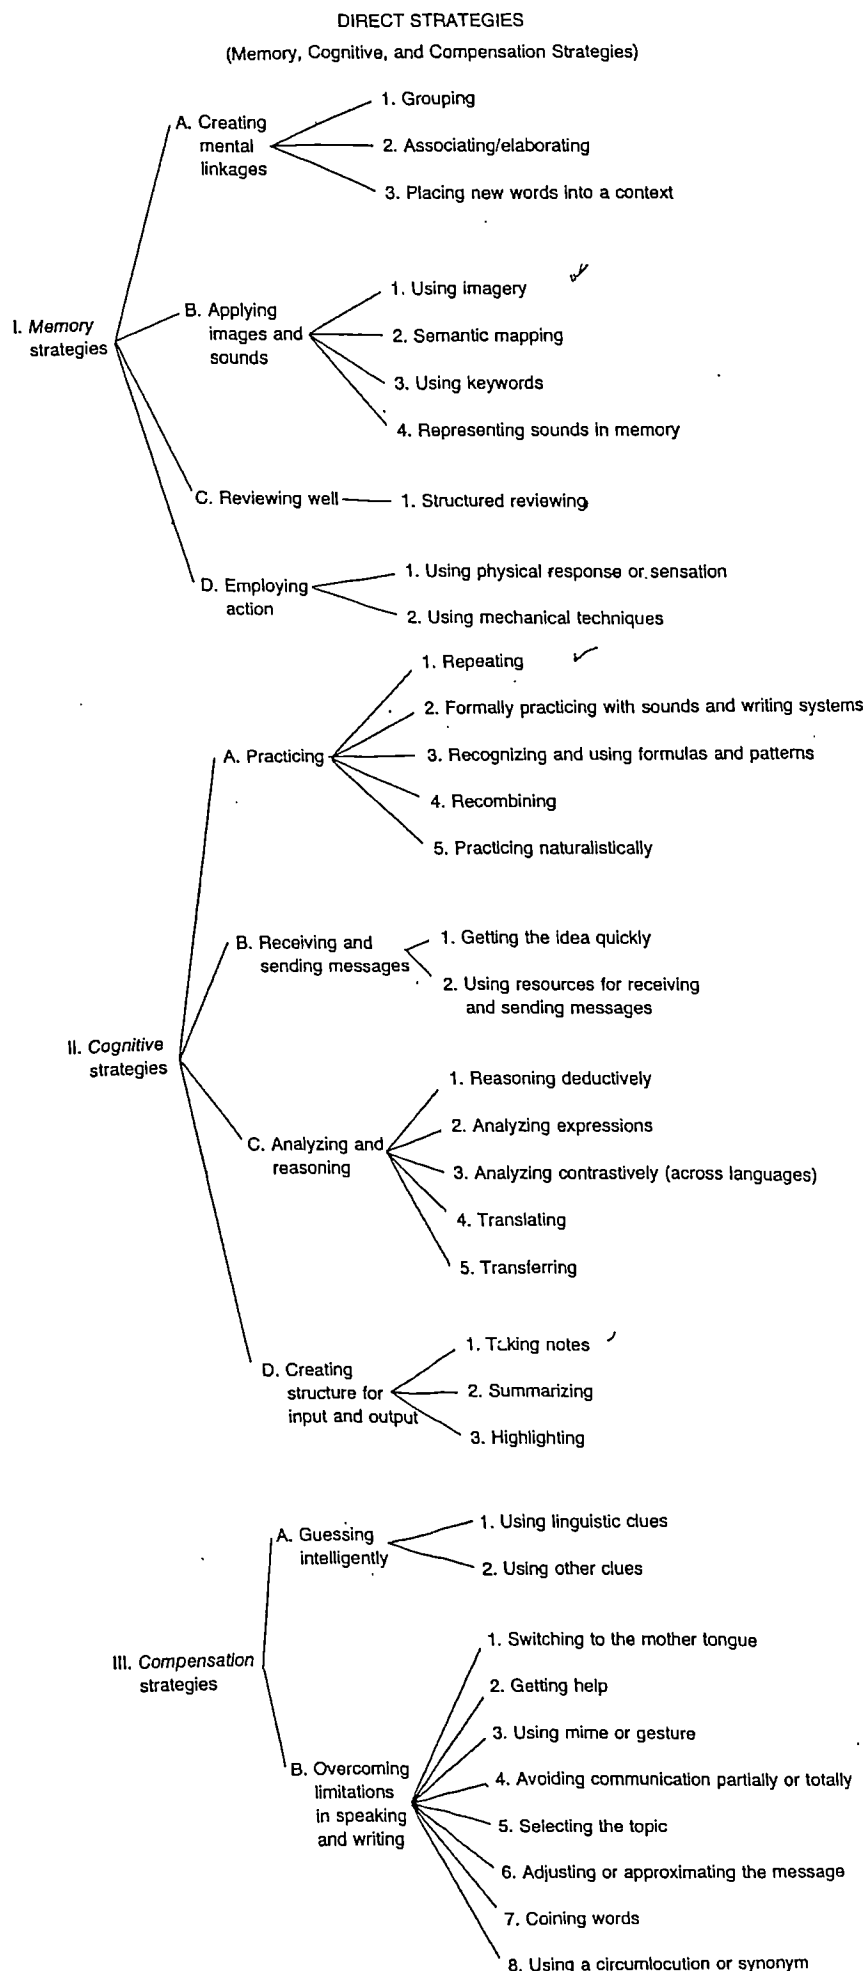 DIRECT STRATEGIES
(Memory, Cognitive, and Compensation Strategies)
I. Memory
strategies
A. Creating
mental
linkages
1. Grouping
2. Associating/elaborating
3. Placing new words into a context
B. Applying
images and
sounds
1. Using imagery
2. Semantic mapping
3. Using keywords
4. Representing sounds in memory
C. Reviewing well
1. Structured reviewing
D. Employing
action
1. Using physical response or sensation
2. Using mechanical techniques
II. Cognitive
strategies
A. Practicing
1. Repeating
2. Formally practicing with sounds and writing systems
3. Recognizing and using formulas and patterns
4. Recombining
5. Practicing naturalistically
B. Receiving and
sending messages
1. Getting the idea quickly
2. Using resources for receiving
and sending messages
C. Analyzing and
reasoning
1. Reasoning deductively
2. Analyzing expressions
3. Analyzing contrastively (across languages)
4. Translating
5. Transferring
D. Creating
structure for
input and output
1. Taking notes
2. Summarizing
3. Highlighting
III. Compensation
strategies
A. Guessing
intelligently
1. Using linguistic clues
2. Using other clues
B. Overcoming
limitations
in speaking
and writing
1. Switching to the mother tongue
2. Getting help
3. Using mime or gesture
4. Avoiding communication partially or totally
5. Selecting the topic
6. Adjusting or approximating the message
7. Coining words
8. Using a circumlocution or synonym